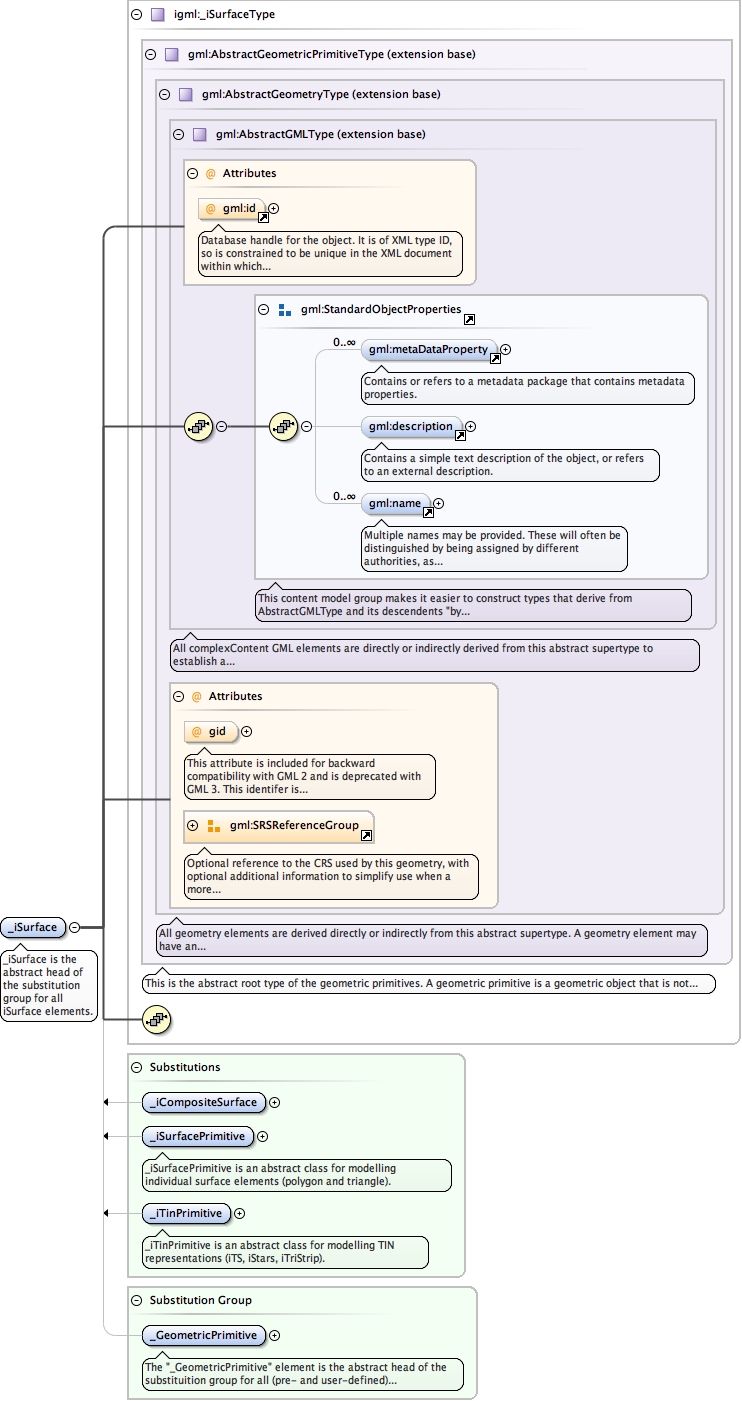 igml:_iSurfaceType
gml:AbstractGeometricPrimitiveType (extension base)
gml:AbstractGeometryType (extension base)
gml:AbstractGMLType (extension base)
@ Attributes
@ gml:id
Database handle for the object. It is of XML type ID,
so is constrained to be unique in the XML document
within which...
gml:StandardObjectProperties
0..∞
gml:metaDataProperty
Contains or refers to a metadata package that contains metadata
properties.
gml:description
Contains a simple text description of the object, or refers
to an external description.
0..∞
gml:name
Multiple names may be provided. These will often be
distinguished by being assigned by different
authorities, as...
This content model group makes it easier to construct types that derive from
AbstractGMLType and its descendents "by...
All complexContent GML elements are directly or indirectly derived from this abstract supertype to
establish a...
@ Attributes
@ gid
This attribute is included for backward
compatibility with GML 2 and is deprecated with
GML 3. This identifer is...
gml:SRSReferenceGroup
Optional reference to the CRS used by this geometry, with
optional additional information to simplify use when a
more...
All geometry elements are derived directly or indirectly from this abstract supertype. A geometry element may
have an...
This is the abstract root type of the geometric primitives. A geometric primitive is a geometric object that is not...
_iSurface
_iSurface is the
abstract head of
the substitution
group for all
iSurface elements.
Substitutions
_iCompositeSurface
_iSurfacePrimitive
_iSurfacePrimitive is an abstract class for modelling
individual surface elements (polygon and triangle).
_iTinPrimitive
_iTinPrimitive is an abstract class for modelling TIN
representations (iTS, iStars, iTriStrip).
Substitution Group
_GeometricPrimitive
The "_GeometricPrimitive" element is the abstract head of the
substituition group for all (pre- and user-defined)...